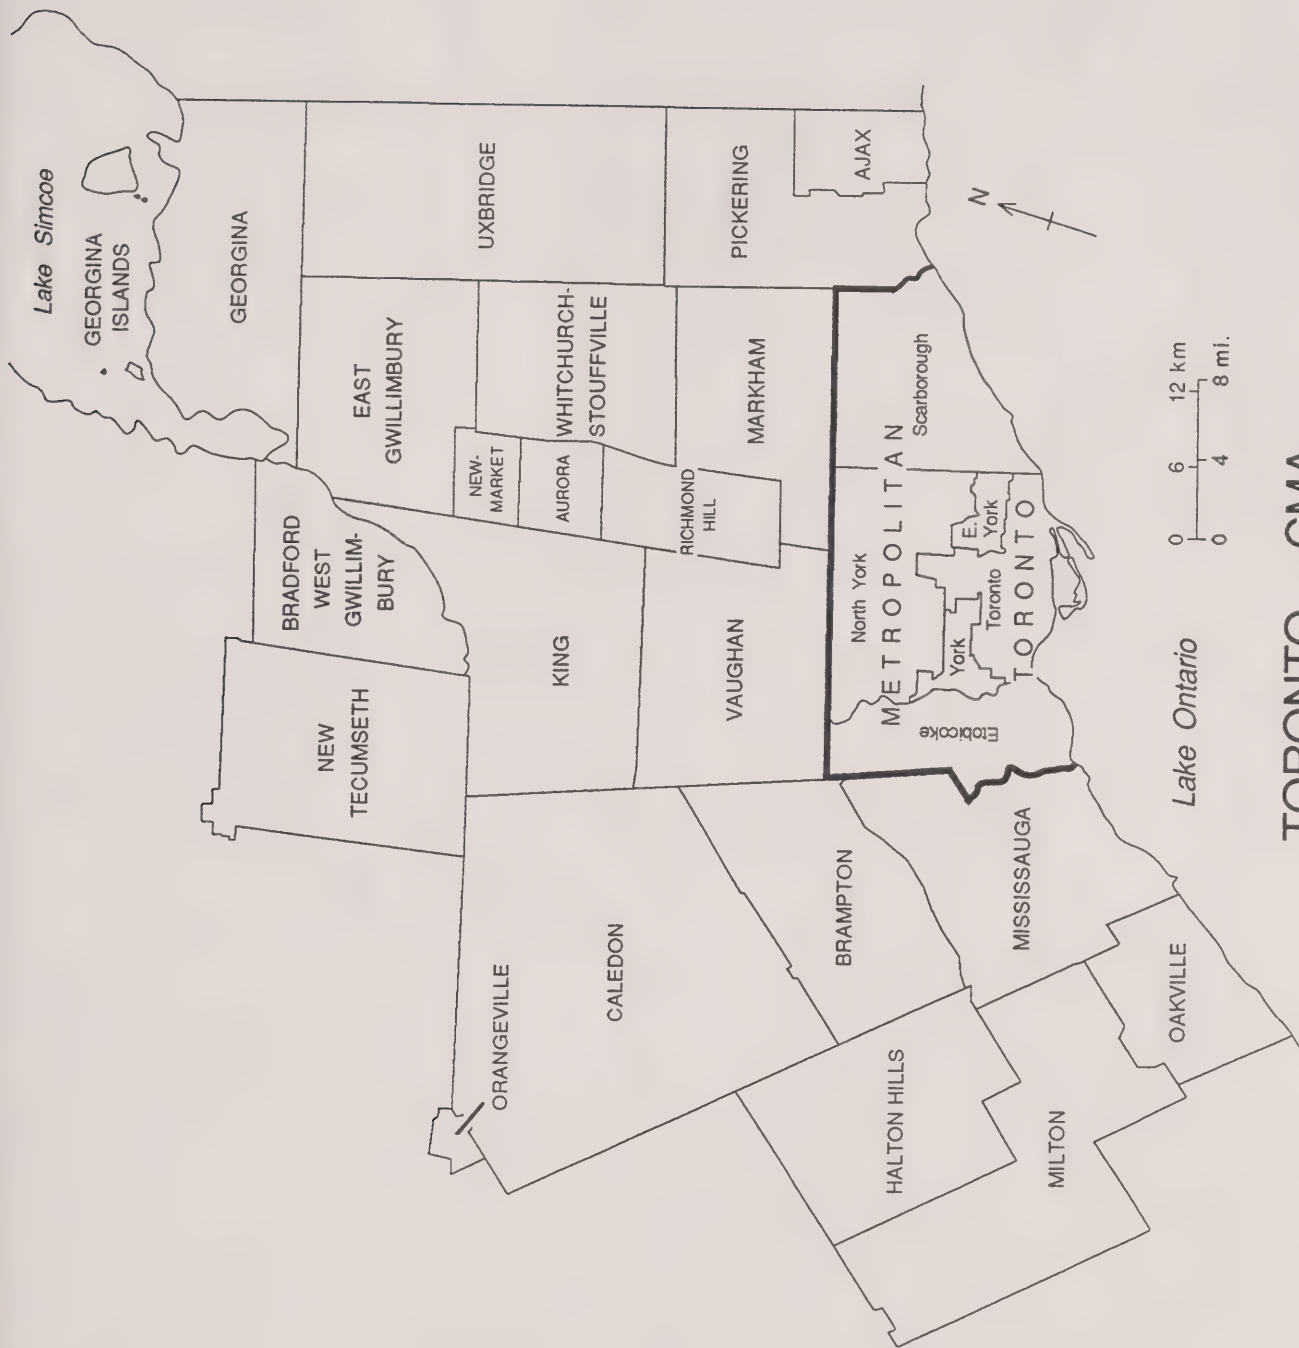 Lake Simcoe
GEORGINA
ISLANDS
GEORGINA
UXBRIDGE
PICKERING
AJAX
N
EAST
GWILLIMBURY
WHITCHURCH-
STOUFFVILLE
MARKHAM
NEW-
MARKET
AURORA
RICHMOND
HILL
BRADFORD
WEST
GWILLIM-
BURY
NEW
TECUMSETH
KING
VAUGHAN
METROPOLITAN
TORONTO
Scarborough
North York
E.
York
Toronto
York
Etobicoke
ORANGEVILLE
CALEDON
BRAMPTON
MISSISSAUGA
HALTON HILLS
MILTON
OAKVILLE
Lake Ontario
0 6 12 km
0 4 8 mi.
TORONTO CMA